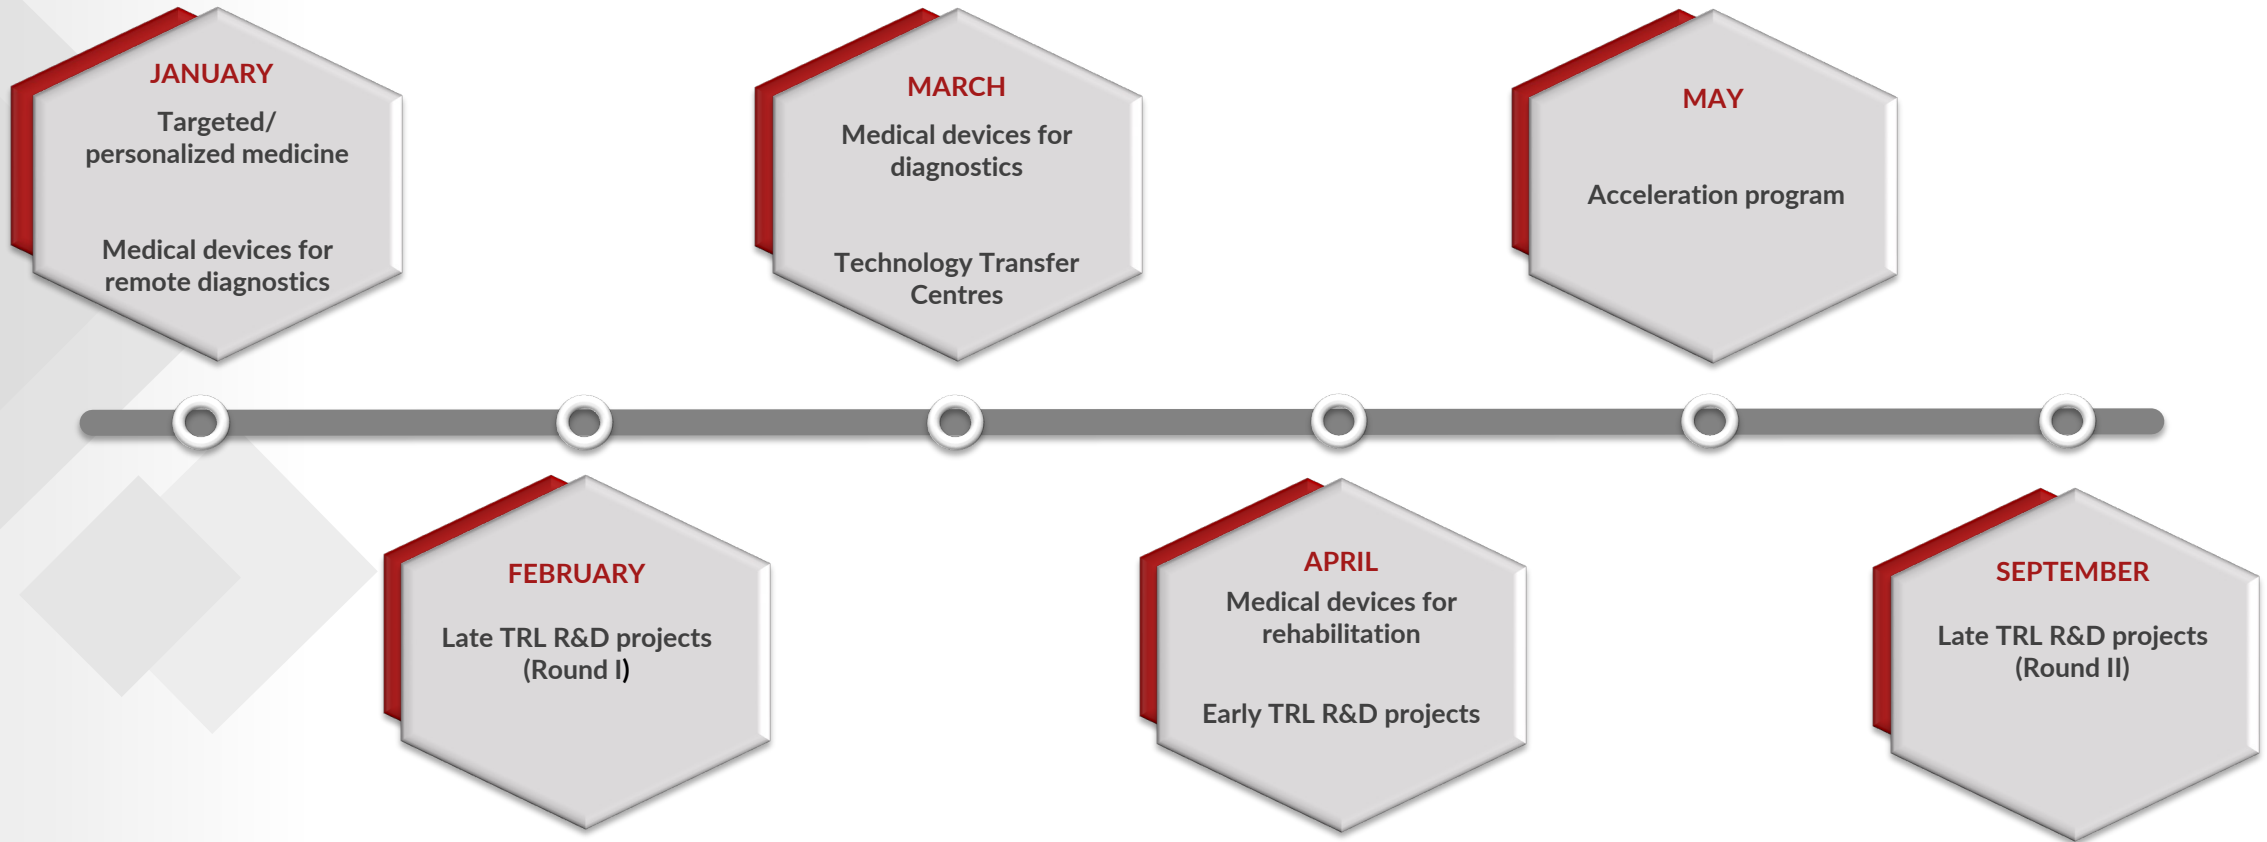 JANUARY
Targeted/
personalized medicine
Medical devices for
remote diagnostics
FEBRUARY
Late TRL R&D projects
(Round I)
MARCH
Medical devices for
diagnostics
Technology Transfer
Centres
APRIL
Medical devices for
rehabilitation
Early TRL R&D projects
MAY
Acceleration program
SEPTEMBER
Late TRL R&D projects
(Round II)